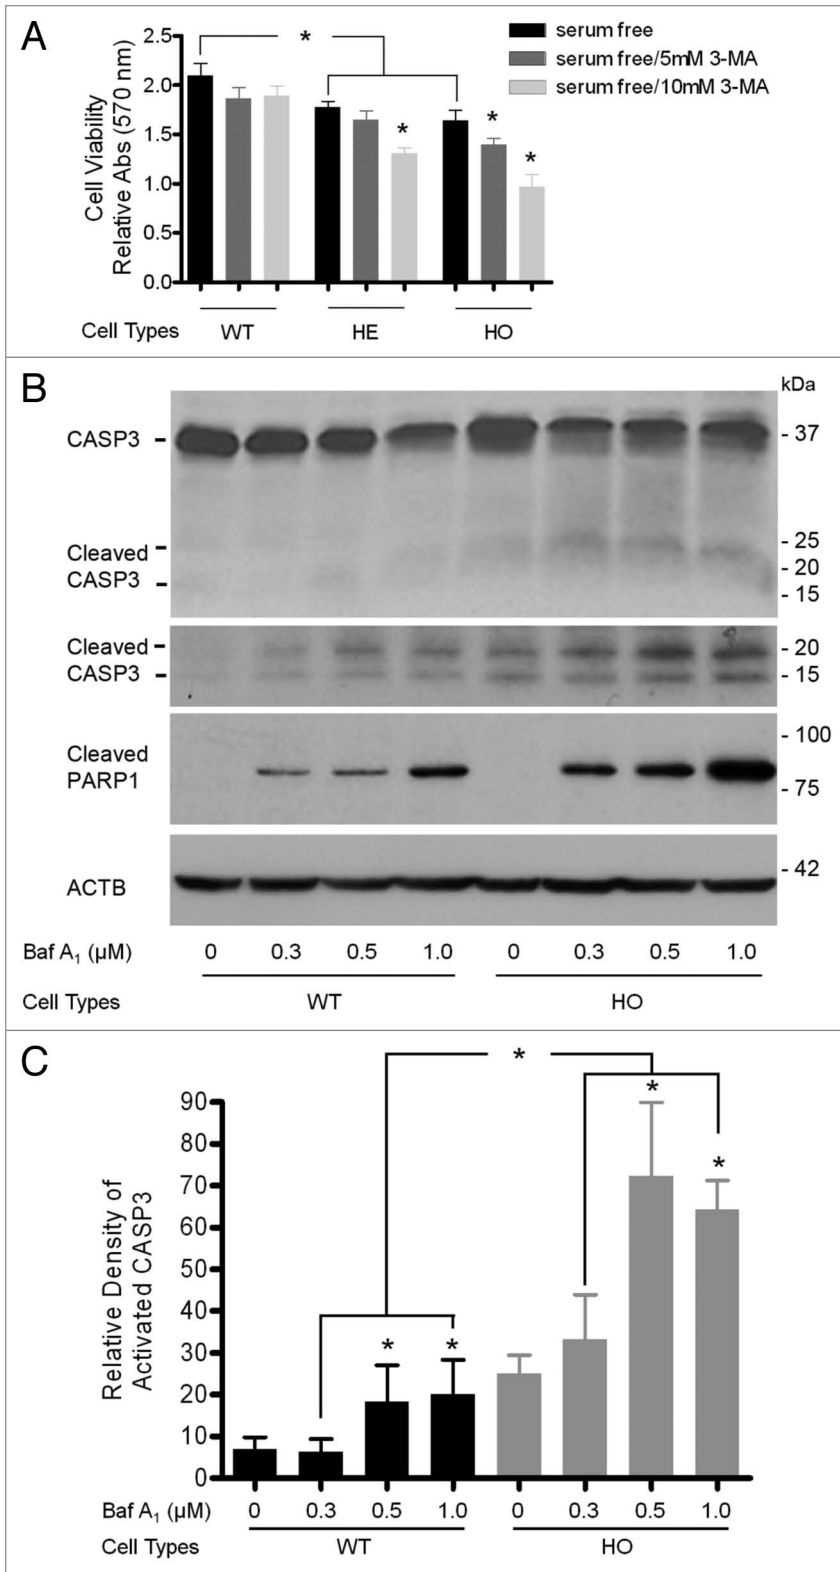 A
2.5
2.0
1.5
1.0
0.5
0.0
Cell Viability
Relative Abs (570 nm)
*
*
*
*
serum free
serum free/5mM 3-MA
serum free/10mM 3-MA
Cell Types WT HE HO
B
kDa
CASP3 - 37
Cleaved - 25
CASP3 - 20
- 15
Cleaved - 20
CASP3 - 15
Cleaved - 100
PARP1 - 75
ACTB - 42
Baf A₁ (µM) 0 0.3 0.5 1.0 0 0.3 0.5 1.0
Cell Types WT HO
C
*
*
*
*
*
90
80
70
60
50
40
30
20
10
0
Relative Density of
Activated CASP3
Baf A₁ (µM) 0 0.3 0.5 1.0 0 0.3 0.5 1.0
Cell Types WT HO